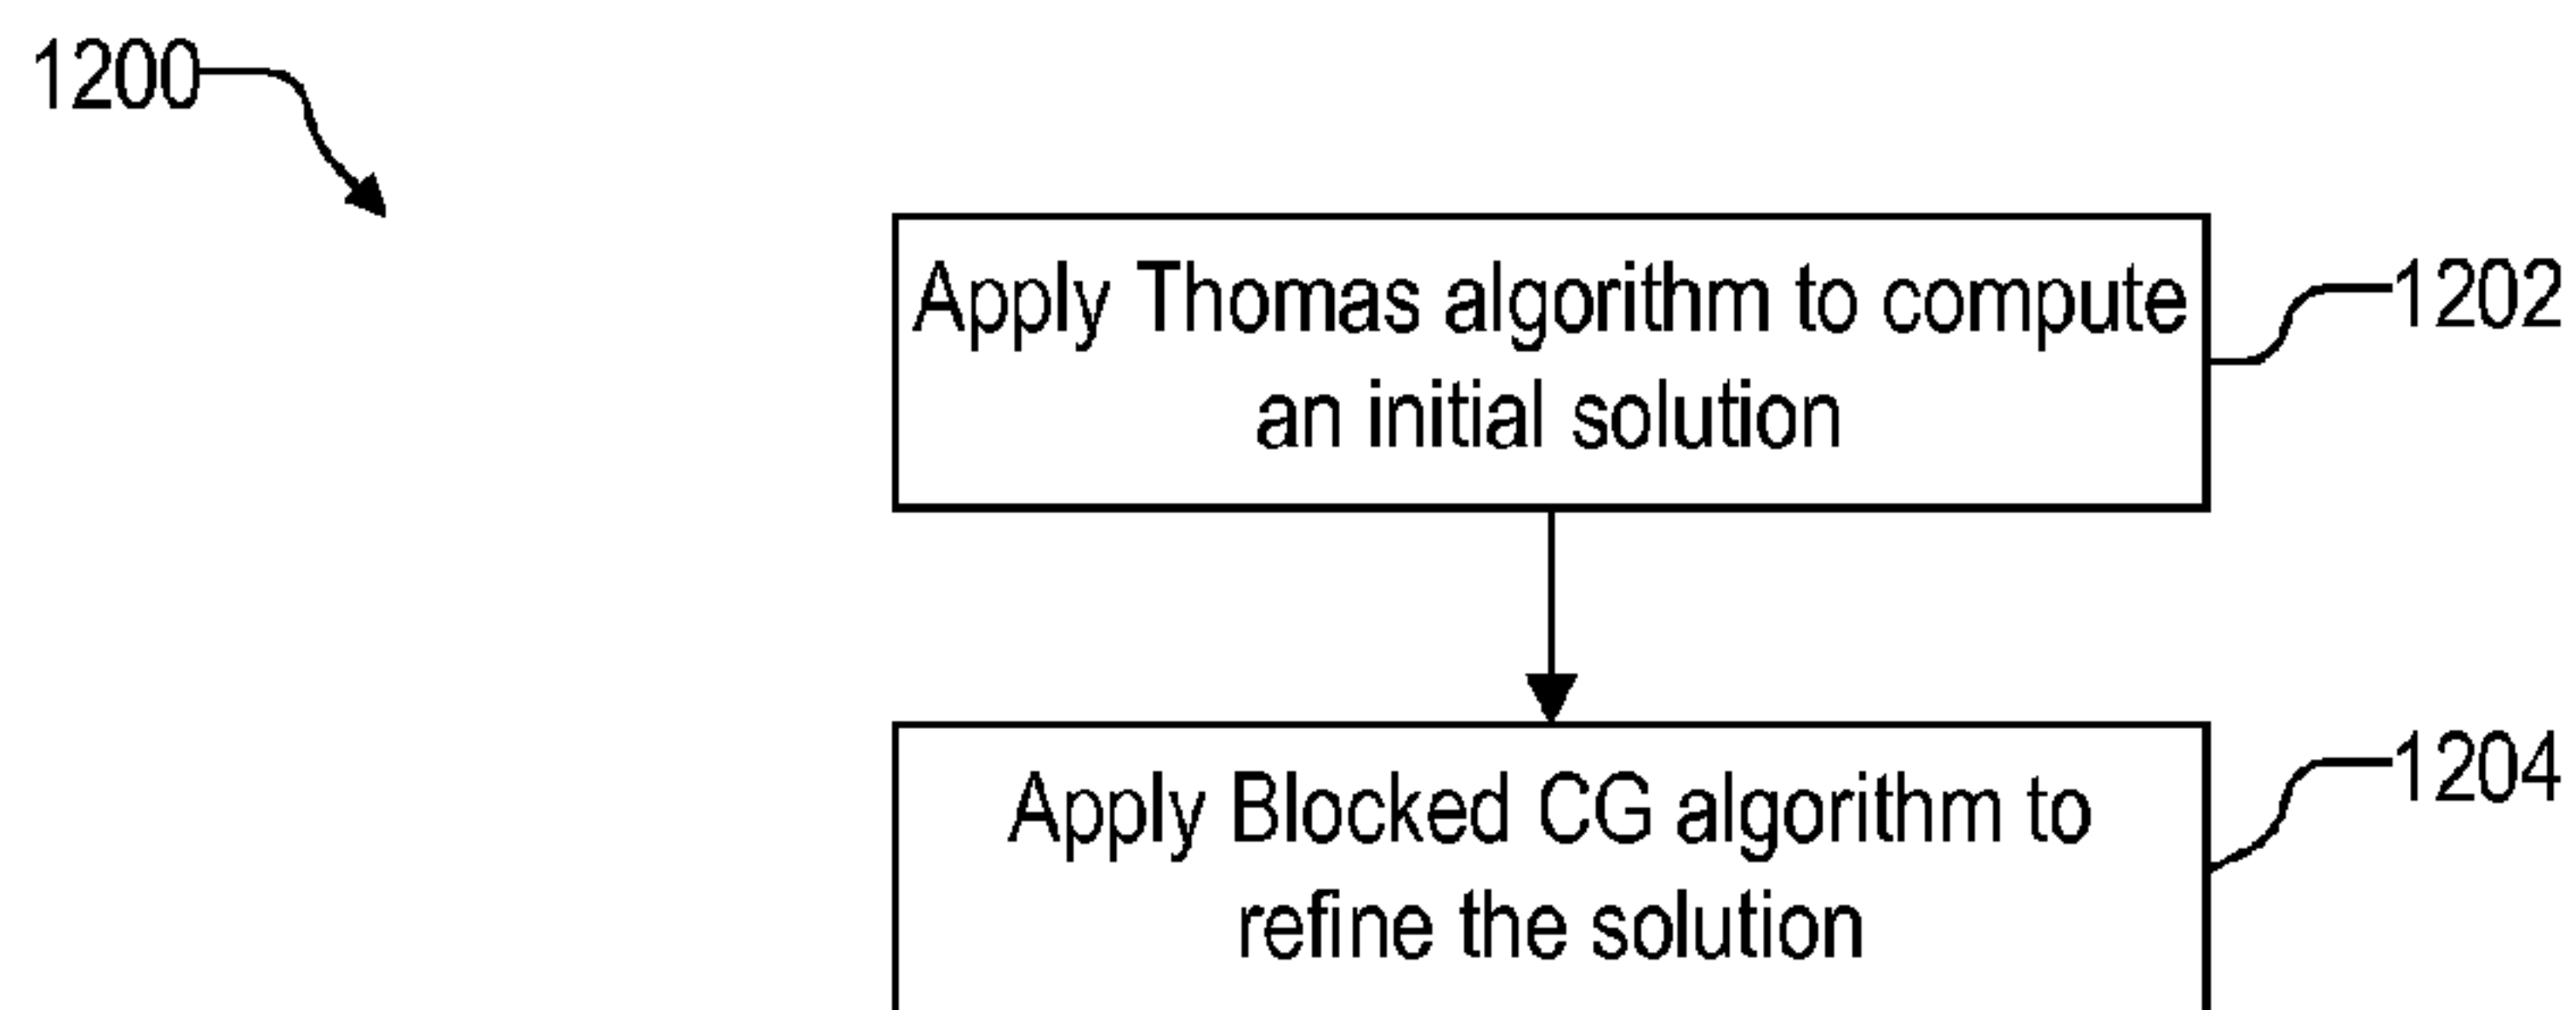 1200
Apply Thomas algorithm to compute
an initial solution
1202
Apply Blocked CG algorithm to
refine the solution
1204